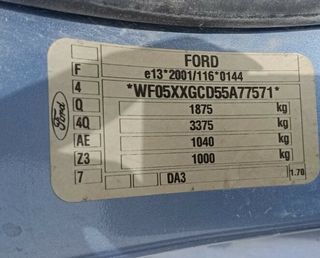 FORD
F e13*2001/116*0144
4 *WF05XXGCD55A77571*
Q 1875 kg
4Q 3375 kg
AE 1040 kg
Z3 1000 kg
7 DA3 1.70
Ford